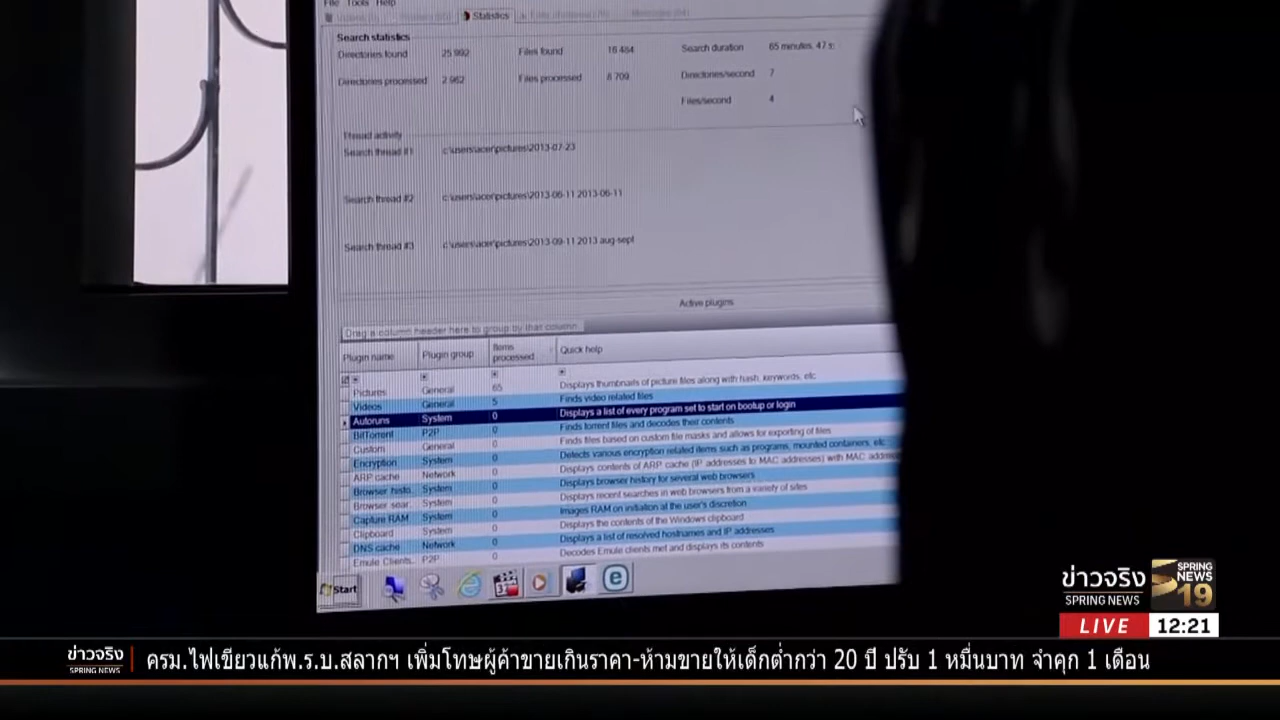 File Tools Help
Statistics
Search statistics
Directories found 25 992 Files found 16 484 Search duration 65 minutes, 47 s
Directories processed 2 962 Files processed 8 709 Directories/second 7
Files/second 4
Thread activity
Search thread #1 c:\users\acer\pictures\2013-07-23
Search thread #2 c:\users\acer\pictures\2013-06-11 2013-06-11
Search thread #3 c:\users\acer\pictures\2013-09-11 2013 aug-sept
Active plugins
Drag a column header here to group by that column.
Plugin name Plugin group Items processed Quick help
Pictures General 65 Displays thumbnails of picture files along with hash, keywords, etc
Videos General 5 Finds video related files
Autoruns System 0 Displays a list of every program set to start on bootup or login
BitTorrent P2P 0 Finds torrent files and decodes their contents
Custom General 0 Finds files based on custom file masks and allows for exporting of files
Encryption System 0 Detects various encryption related items such as programs, mounted containers, etc
ARP cache Network 0 Displays contents of ARP cache (IP addresses to MAC addresses) with MAC address
Browser histo. System 0 Displays browser history for several web browsers
Browser sear. System 0 Displays recent searches in web browsers from a variety of sites
Capture RAM System 0 Images RAM on initiation at the user's discretion
Clipboard System 0 Displays the contents of the Windows clipboard
DNS cache Network 0 Displays a list of resolved hostnames and IP addresses
Emule Clients. P2P 0 Decodes Emule clients met and displays its contents
Start
ข่าวจริง
SPRING NEWS
SPRING NEWS 19
LIVE 12:21
ข่าวจริง
SPRING NEWS
ครม.ไฟเขียวแก้พ.ร.บ.สลากฯ เพิ่มโทษผู้ค้าขายเกินราคา-ห้ามขายให้เด็กต่ำกว่า 20 ปี ปรับ 1 หมื่นบาท จำคุก 1 เดือน